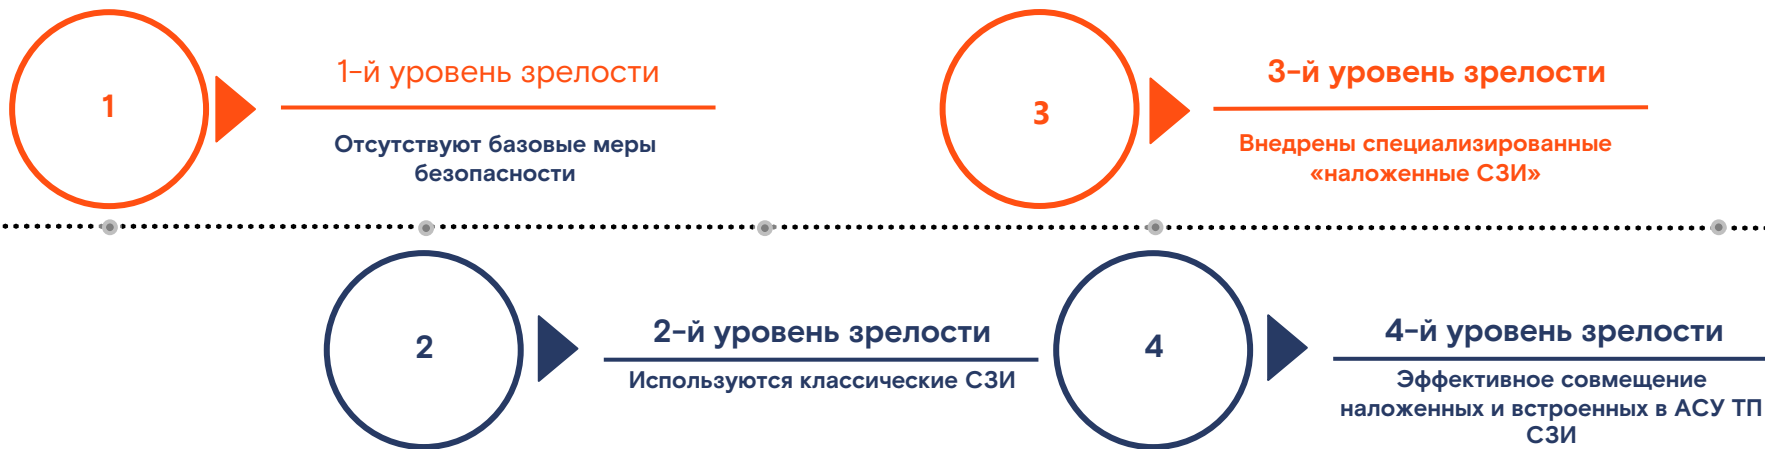 1
1-й уровень зрелости
Отсутствуют базовые меры
безопасности
3
3-й уровень зрелости
Внедрены специализированные
«наложенные СЗИ»
2
2-й уровень зрелости
Используются классические СЗИ
4
4-й уровень зрелости
Эффективное совмещение
наложенных и встроенных в АСУ ТП
СЗИ